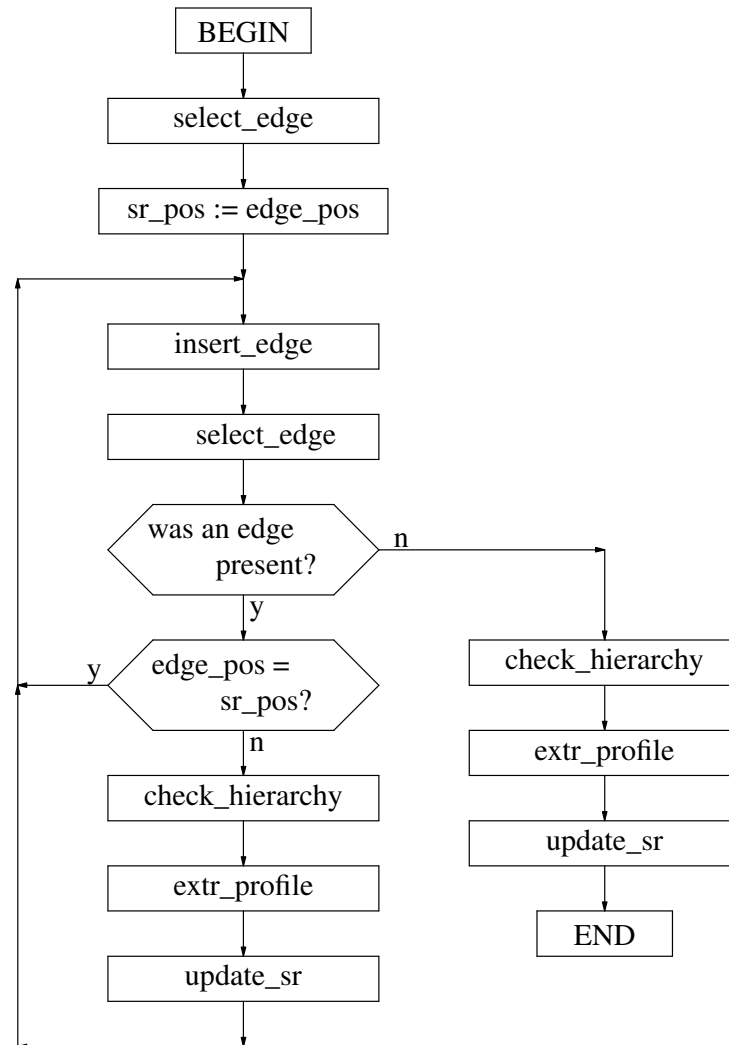 BEGIN
select_edge
sr_pos := edge_pos
insert_edge
select_edge
was an edge
present?
n
y
edge_pos =
sr_pos?
y
n
check_hierarchy
extr_profile
update_sr
check_hierarchy
extr_profile
update_sr
END